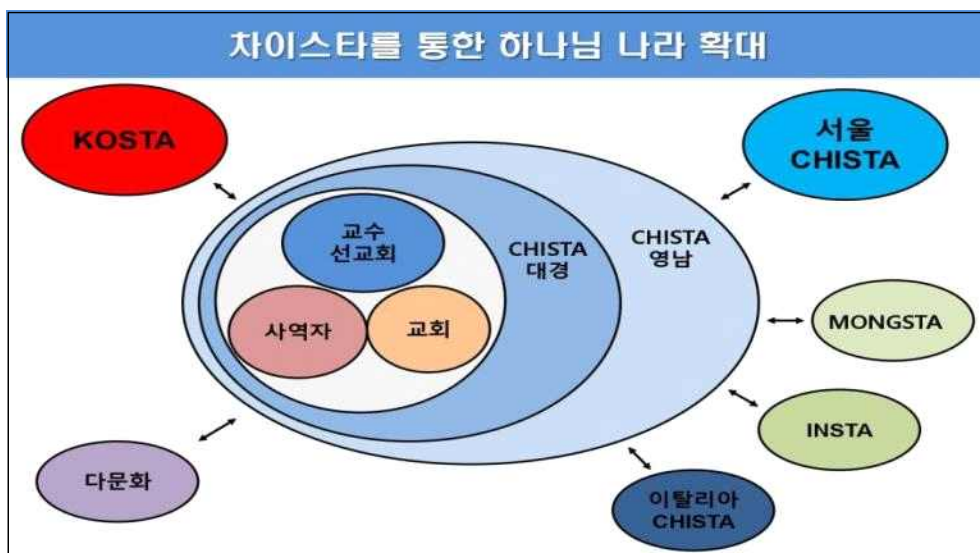 차이스타를 통한 하나님 나라 확대
KOSTA
서울
CHISTA
교수
선교회
CHISTA
대경
CHISTA
영남
사역자
교회
MONGSTA
INSTA
다문화
이탈리아
CHISTA